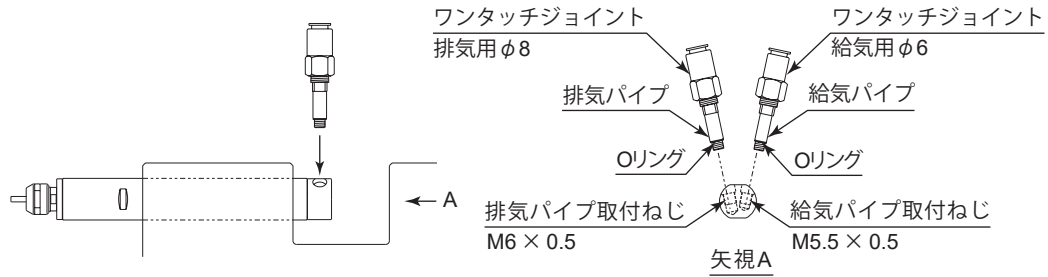 ワンタッチジョイント
排気用φ8
ワンタッチジョイント
給気用φ6
排気パイプ
給気パイプ
Oリング
Oリング
A
排気パイプ取付ねじ
M6 × 0.5
給気パイプ取付ねじ
M5.5 × 0.5
矢視A